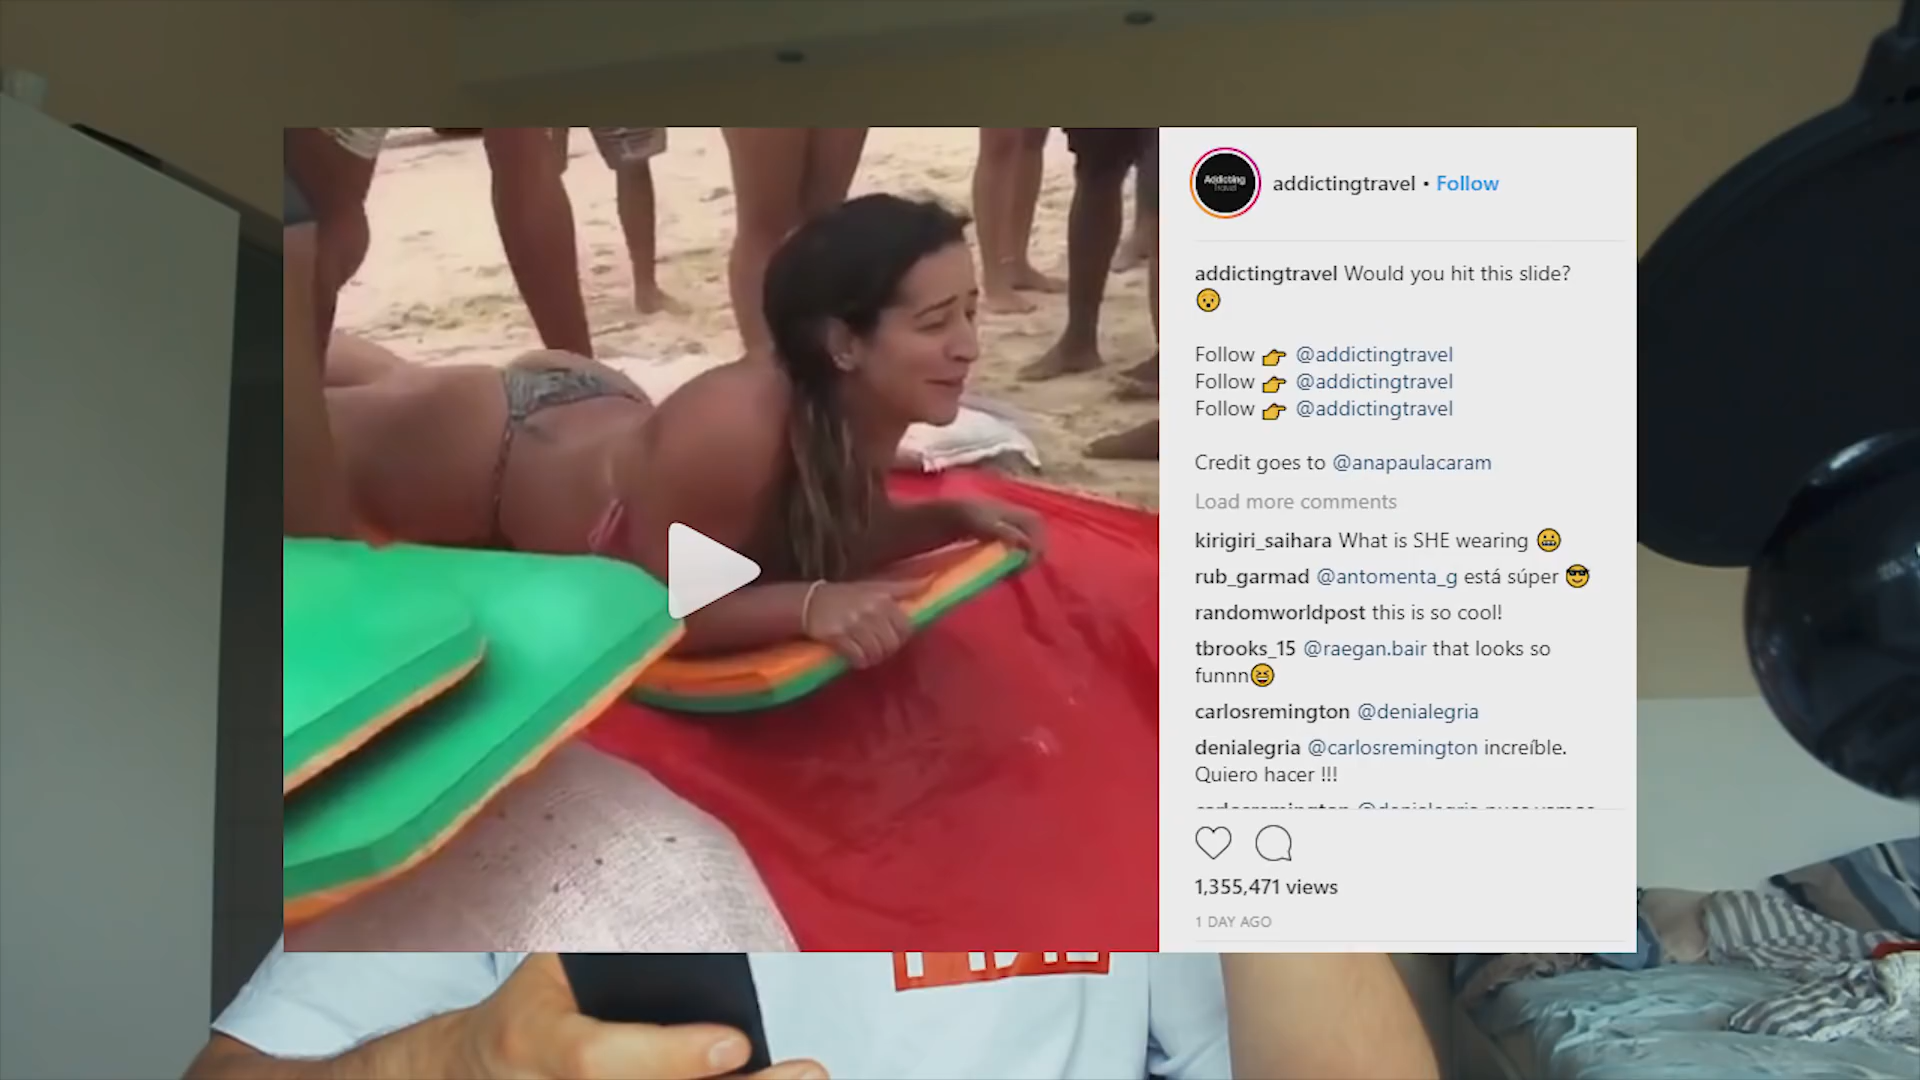 Addicting
Travel
addictingtravel • Follow
addictingtravel Would you hit this slide?
😯
Follow 👉 @addictingtravel
Follow 👉 @addictingtravel
Follow 👉 @addictingtravel
Credit goes to @anapaulacaram
Load more comments
kirigiri_saihara What is SHE wearing 😬
rub_garmad @antomenta_g está súper 😎
randomworldpost this is so cool!
tbrooks_15 @raegan.bair that looks so
funnn😆
carlosremington @denialegria
denialegria @carlosremington increíble.
Quiero hacer !!!
1,355,471 views
1 DAY AGO